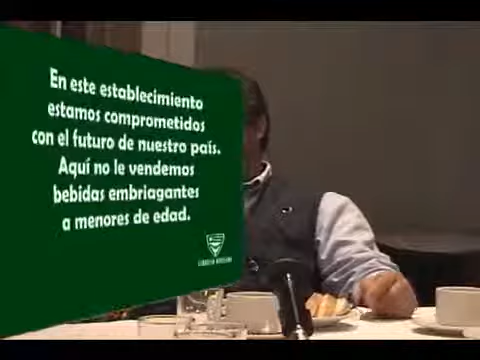 En este establecimiento
estamos comprometidos
con el futuro de nuestro país.
Aquí no le vendemos
bebidas embriagantes
a menores de edad.